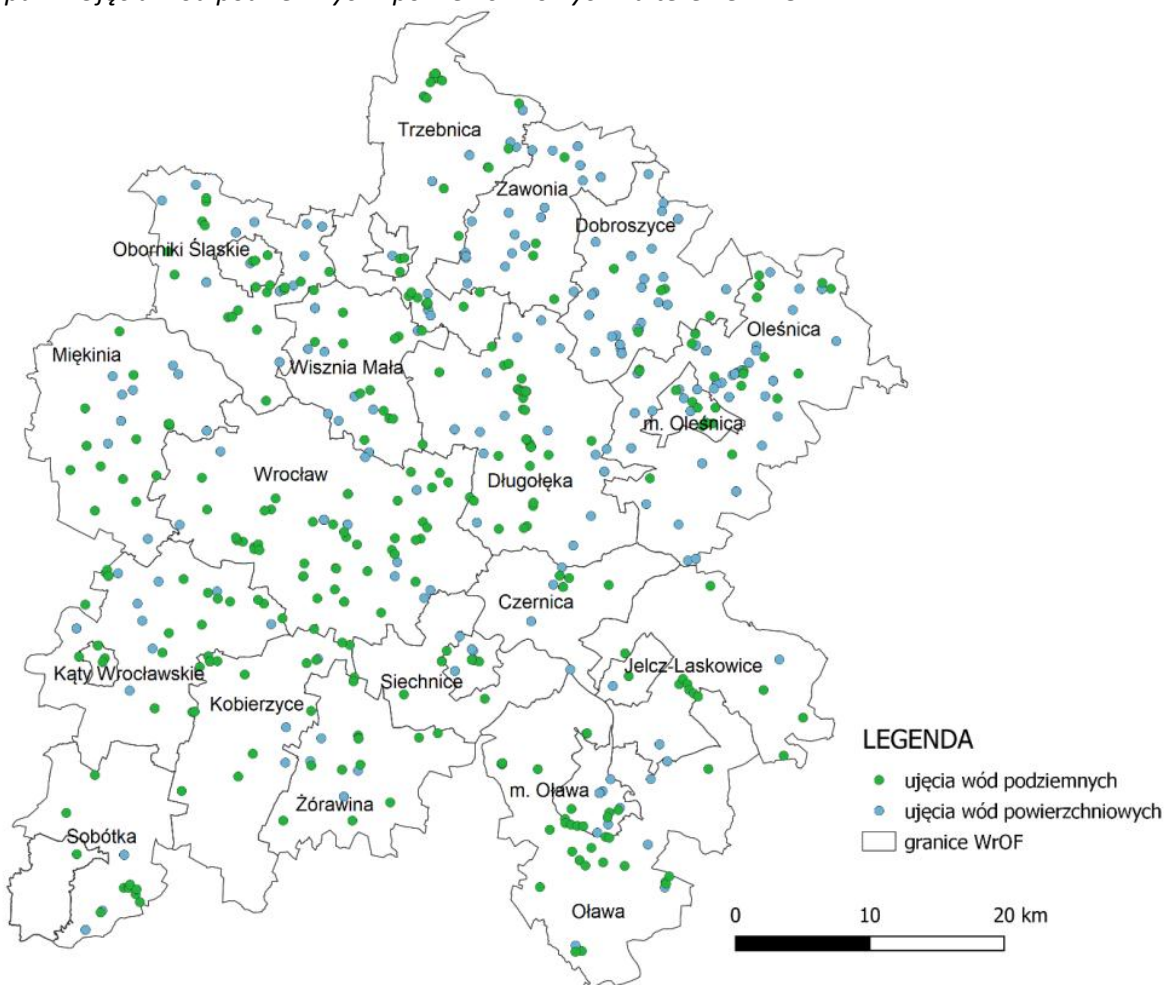 Trzebnica
Zawonia
Dobroszyce
Oborniki Śląskie
Oleśnica
Miękinia
Wisznia Mała
m. Oleśnica
Wrocław
Długołęka
Czernica
Kąty Wrocławskie
Siechnice
Jelcz-Laskowice
Kobierzyce
LEGENDA
ujęcia wód podziemnych
m. Oława
Żórawina
ujęcia wód powierzchniowych
Sobótka
granice WrOF
Oława
0 10 20 km